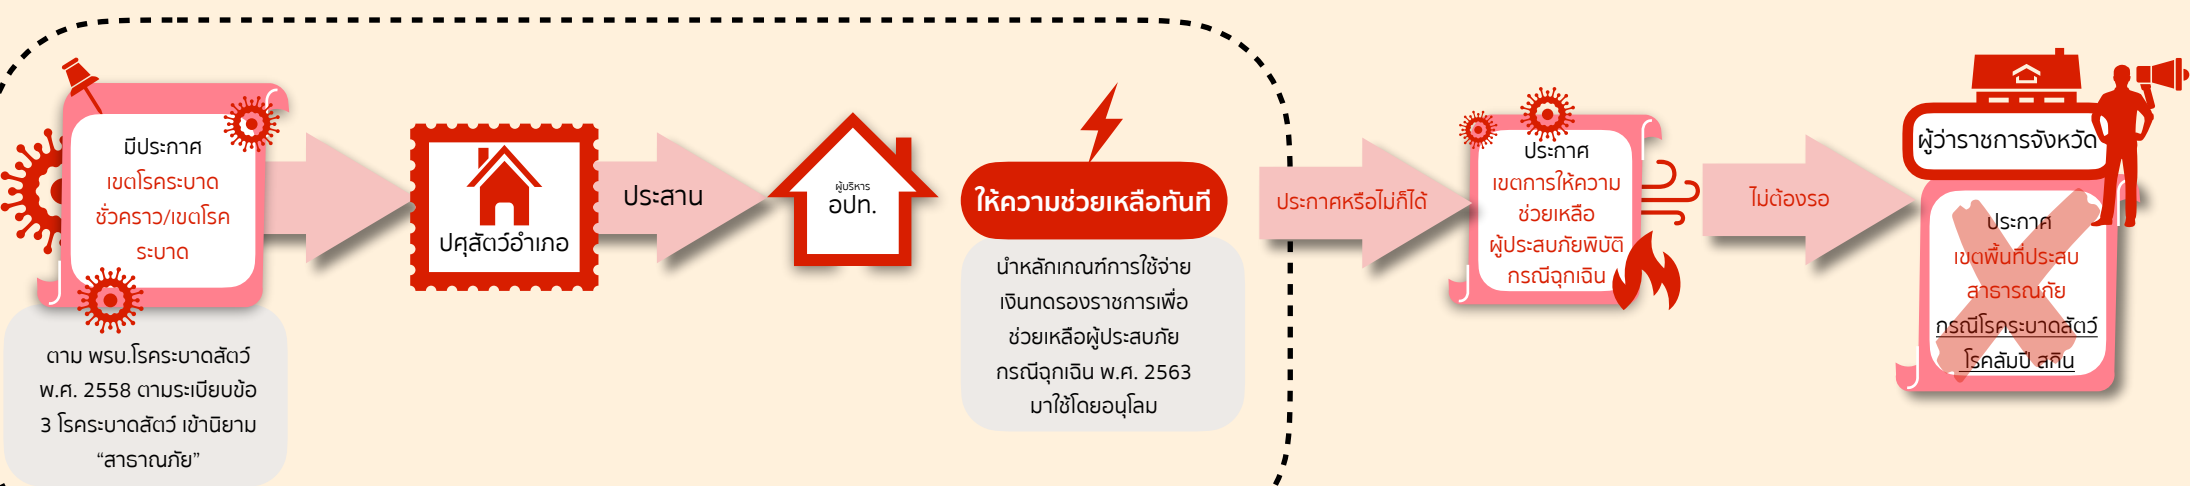 มีประกาศ
เขตโรคระบาด
ชั่วคราว/เขตโรค
ระบาด
ตาม พรบ.โรคระบาดสัตว์
พ.ศ. 2558 ตามระเบียบข้อ
3 โรคระบาดสัตว์ เข้านิยาม
“สาธาณภัย”
ปศุสัตว์อำเภอ
ประสาน
ผู้บริหาร
อปท.
ให้ความช่วยเหลือทันที
นำหลักเกณฑ์การใช้จ่าย
เงินทดรองราชการเพื่อ
ช่วยเหลือผู้ประสบภัย
กรณีฉุกเฉิน พ.ศ. 2563
มาใช้โดยอนุโลม
ประกาศหรือไม่ก็ได้
ประกาศ
เขตการให้ความ
ช่วยเหลือ
ผู้ประสบภัยพิบัติ
กรณีฉุกเฉิน
ไม่ต้องรอ
ผู้ว่าราชการจังหวัด
ประกาศ
เขตพื้นที่ประสบ
สาธารณภัย
กรณีโรคระบาดสัตว์
โรคลัมปี สกิน